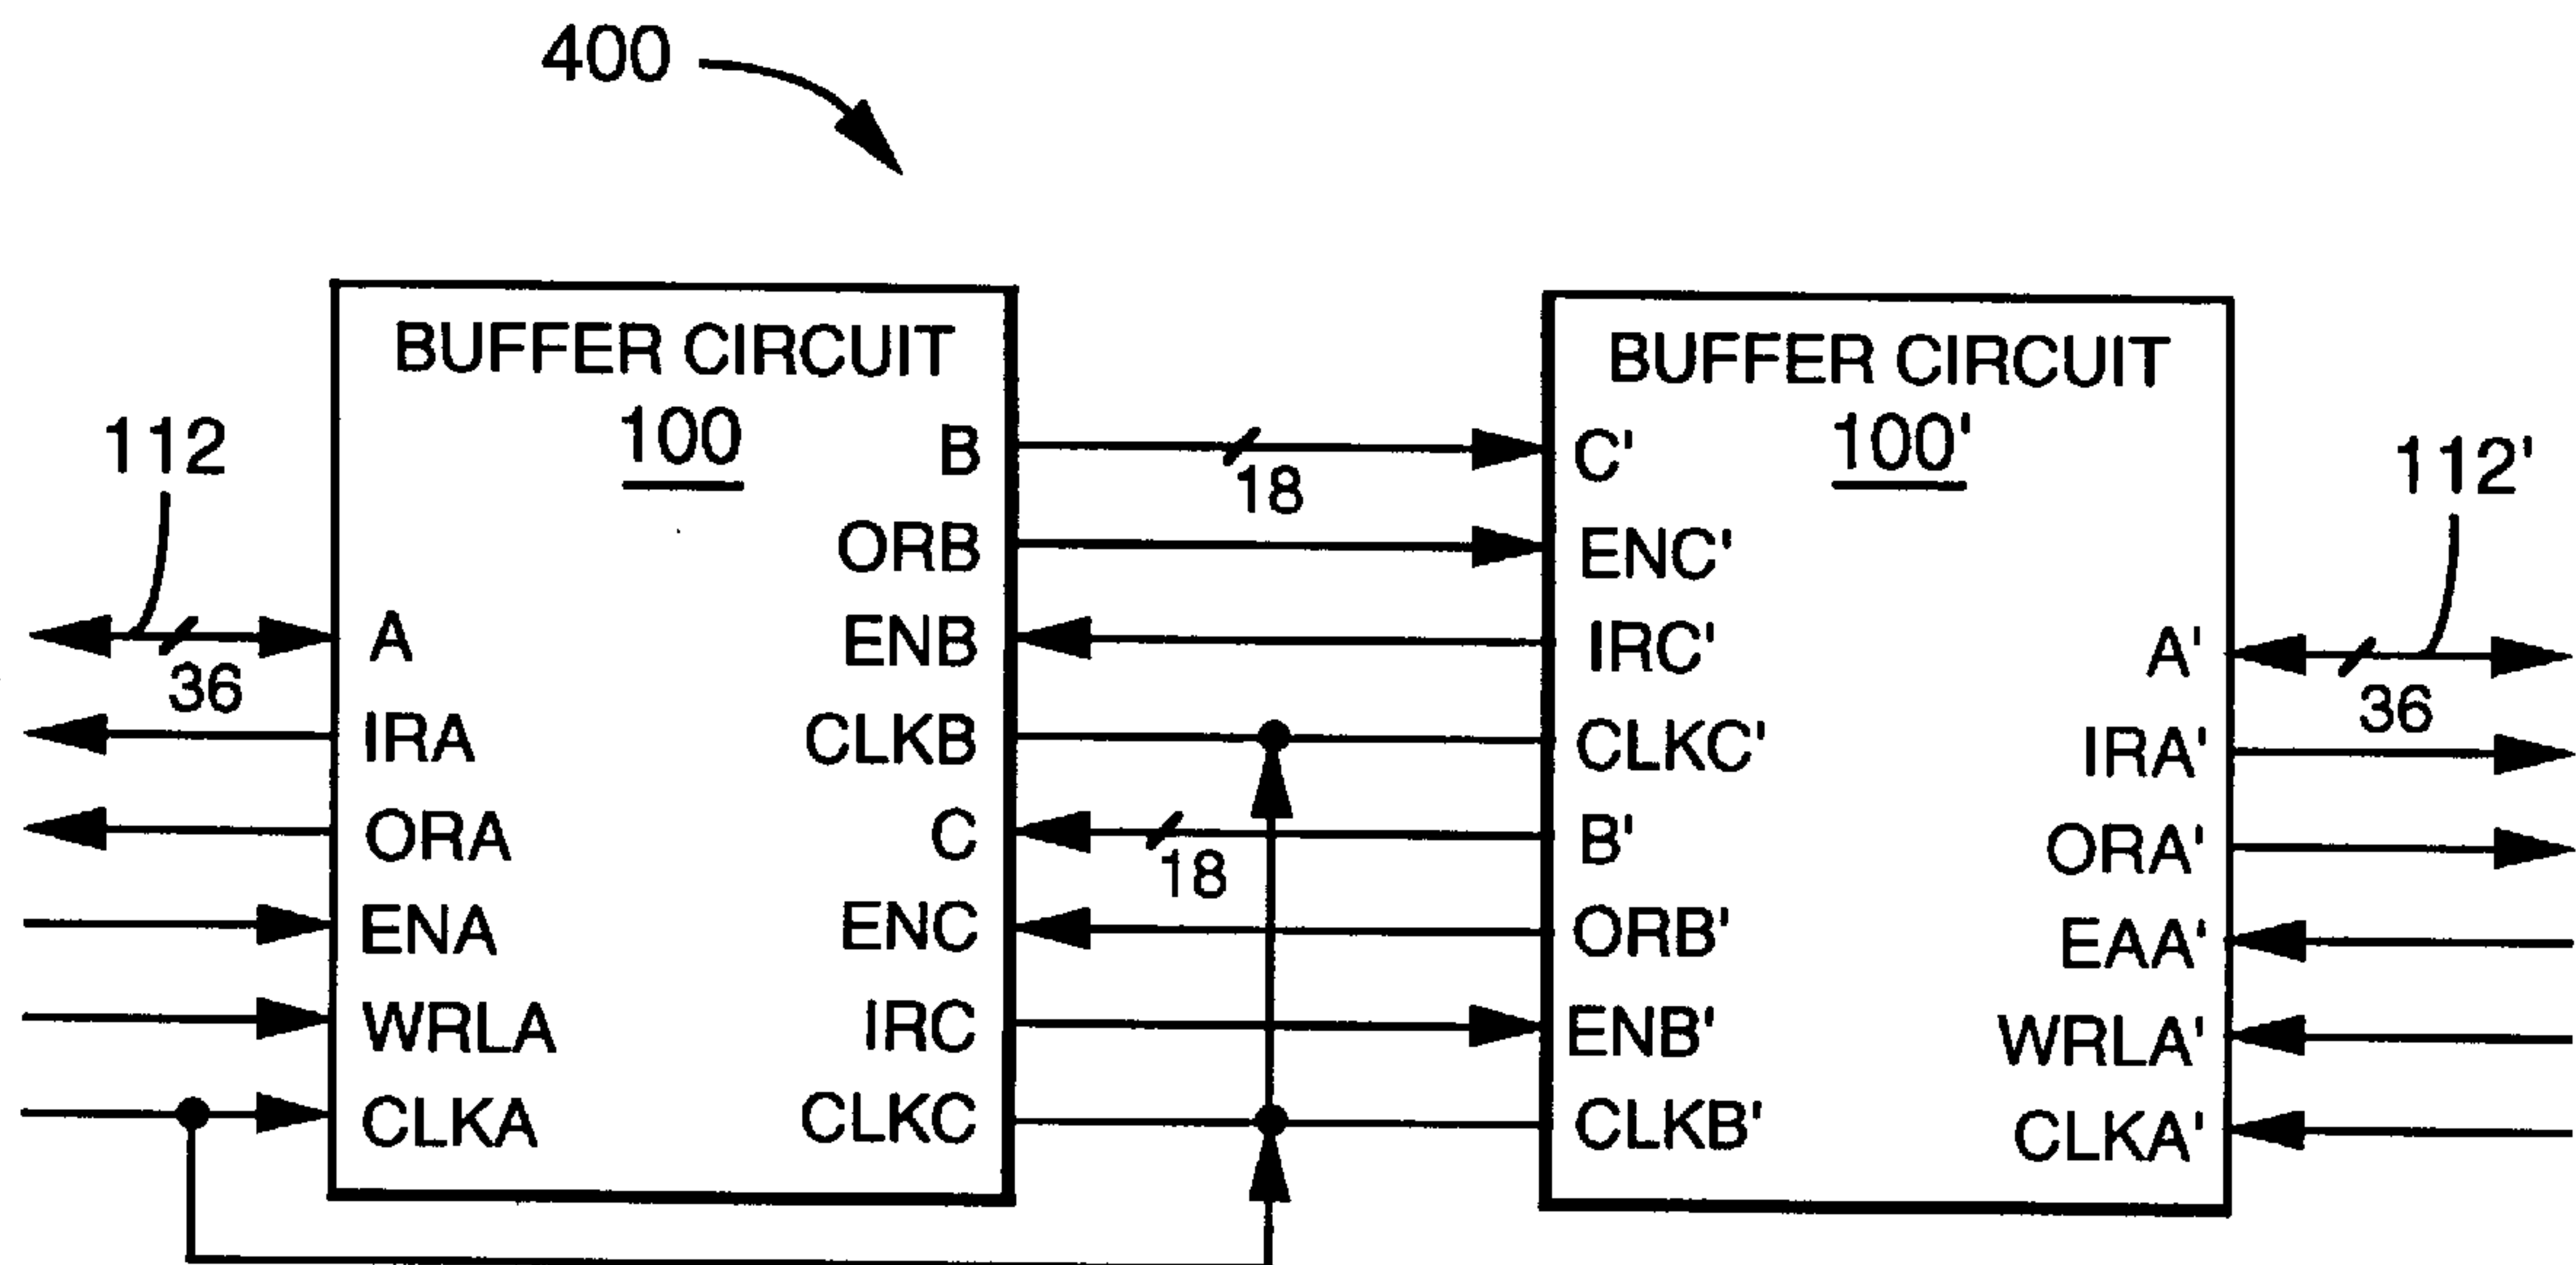 400
BUFFER CIRCUIT
100
112
A
36
IRA
ORA
ENA
WRLA
CLKA
B
ORB
ENB
CLKB
C
ENC
IRC
CLKC
18
18
BUFFER CIRCUIT
100'
C'
ENC'
IRC'
CLKC'
B'
ORB'
ENB'
CLKB'
112'
A'
36
IRA'
ORA'
EAA'
WRLA'
CLKA'